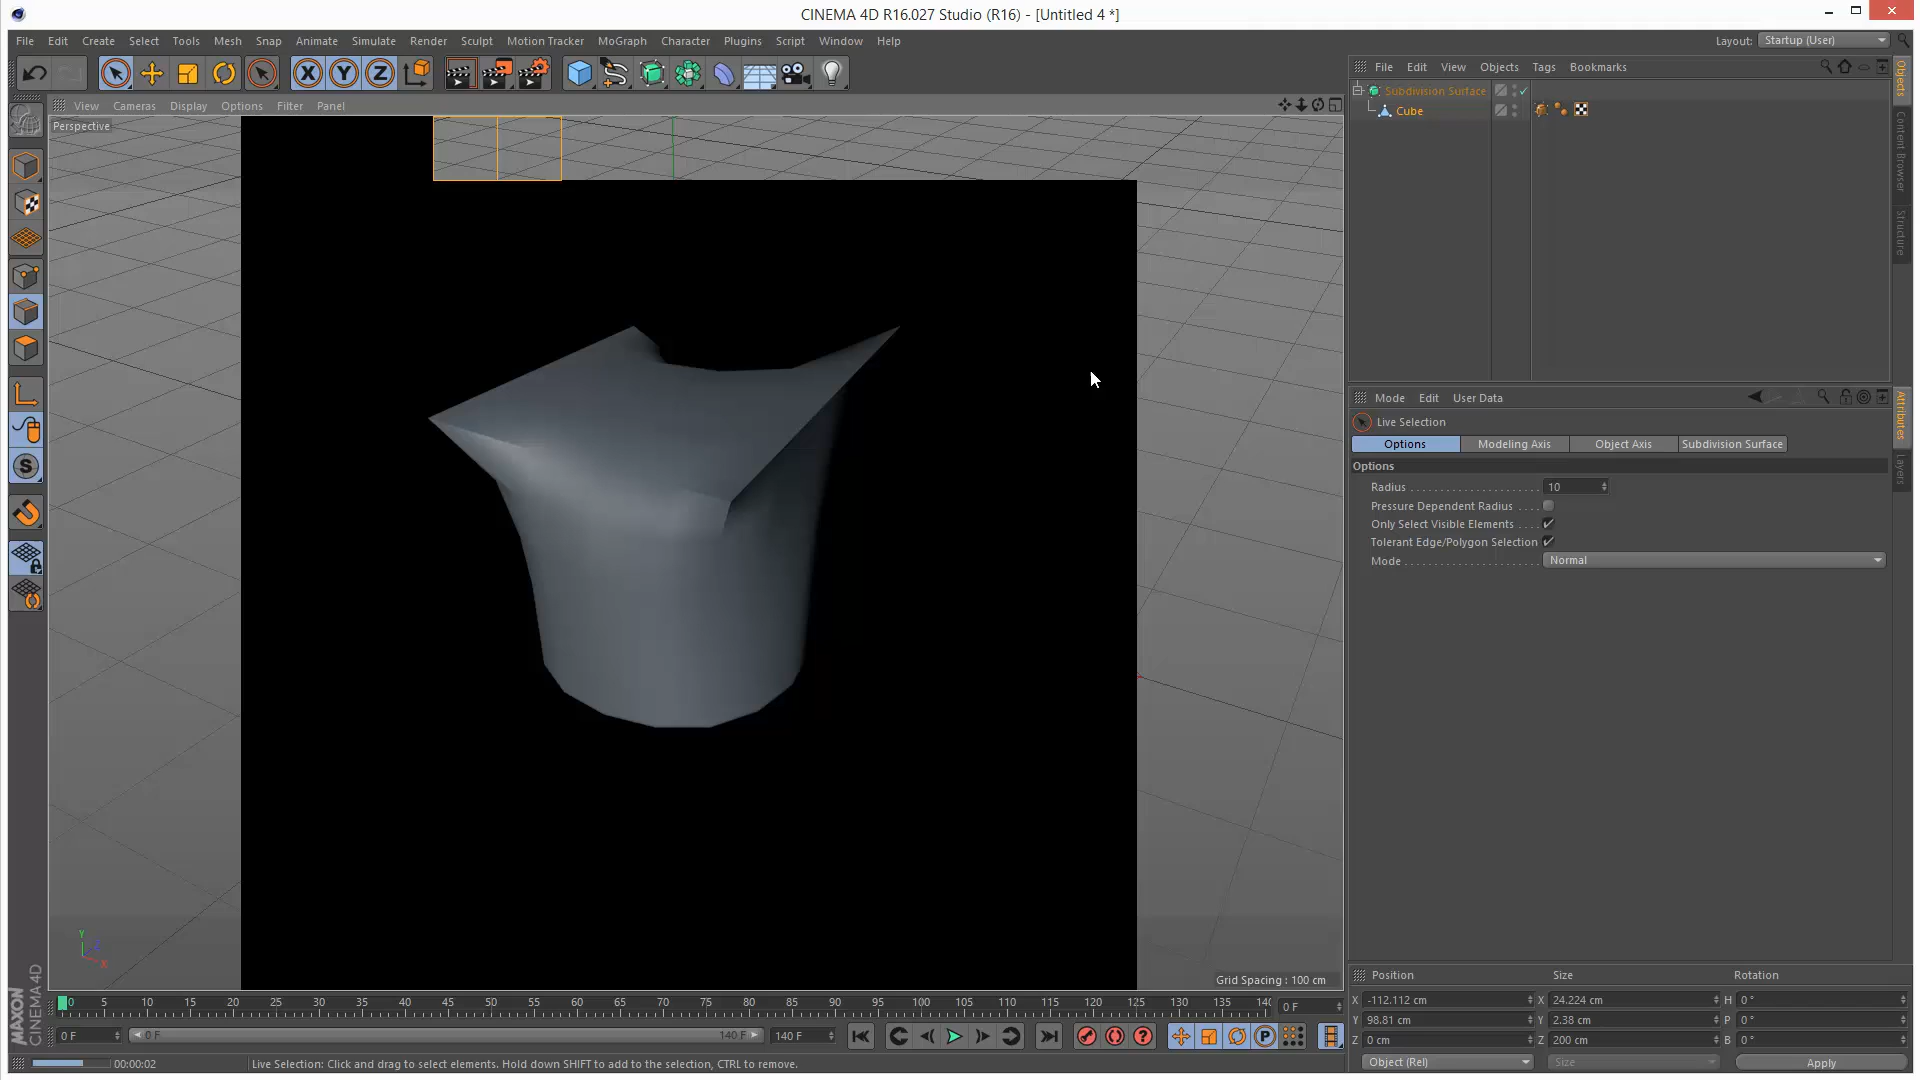 CINEMA 4D R16.027 Studio (R16) - [Untitled 4 *]
File Edit Create Select Tools Mesh Snap Animate Simulate Render Sculpt Motion Tracker MoGraph Character Plugins Script Window Help
Layout: Startup (User)
File Edit View Objects Tags Bookmarks
View Cameras Display Options Filter Panel
Perspective
Subdivision Surface
Cube
Objects
Content Browser
Structure
Mode Edit User Data
Live Selection
Options Modeling Axis Object Axis Subdivision Surface
Options
Radius 10
Pressure Dependent Radius
Only Select Visible Elements
Tolerant Edge/Polygon Selection
Mode Normal
Attributes
Layers
Y
Z
X
Grid Spacing : 100 cm
0 5 10 15 20 25 30 35 40 45 50 55 60 65 70 75 80 85 90 95 100 105 110 115 120 125 130 135 140
0 F
0 F 0 F 140 F 140 F
Position Size Rotation
X -112.112 cm X 24.224 cm H 0 °
Y 98.81 cm Y 2.38 cm P 0 °
Z 0 cm Z 200 cm B 0 °
Object (Rel) Size Apply
MAXON
CINEMA 4D
00:00:02 Live Selection: Click and drag to select elements. Hold down SHIFT to add to the selection, CTRL to remove.